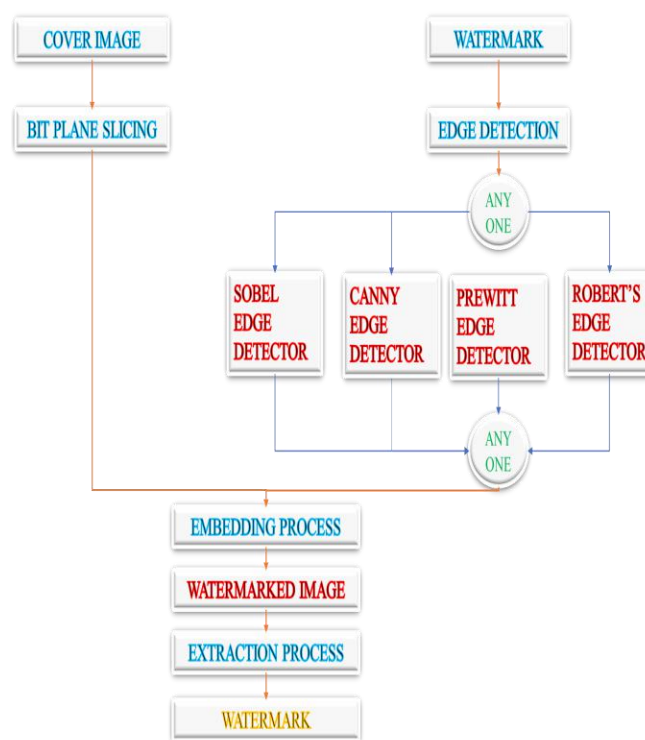 COVER IMAGE
WATERMARK
BIT PLANE SLICING
EDGE DETECTION
ANY
ONE
SOBEL
EDGE
DETECTOR
CANNY
EDGE
DETECTOR
PREWITT
EDGE
DETECTOR
ROBERT'S
EDGE
DETECTOR
ANY
ONE
EMBEDDING PROCESS
WATERMARKED IMAGE
EXTRACTION PROCESS
WATERMARK